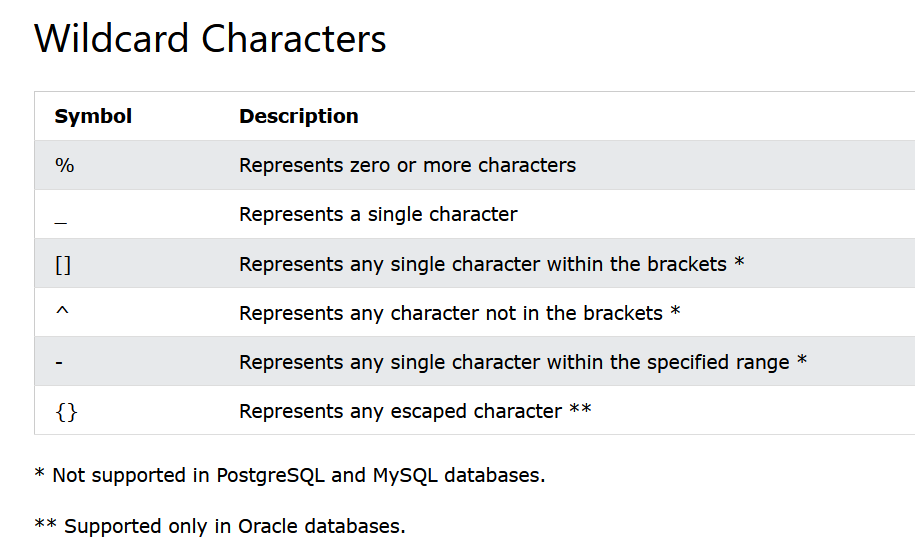 Wildcard Characters
Symbol Description
% Represents zero or more characters
_ Represents a single character
[] Represents any single character within the brackets *
^ Represents any character not in the brackets *
- Represents any single character within the specified range *
{} Represents any escaped character **
* Not supported in PostgreSQL and MySQL databases.
** Supported only in Oracle databases.